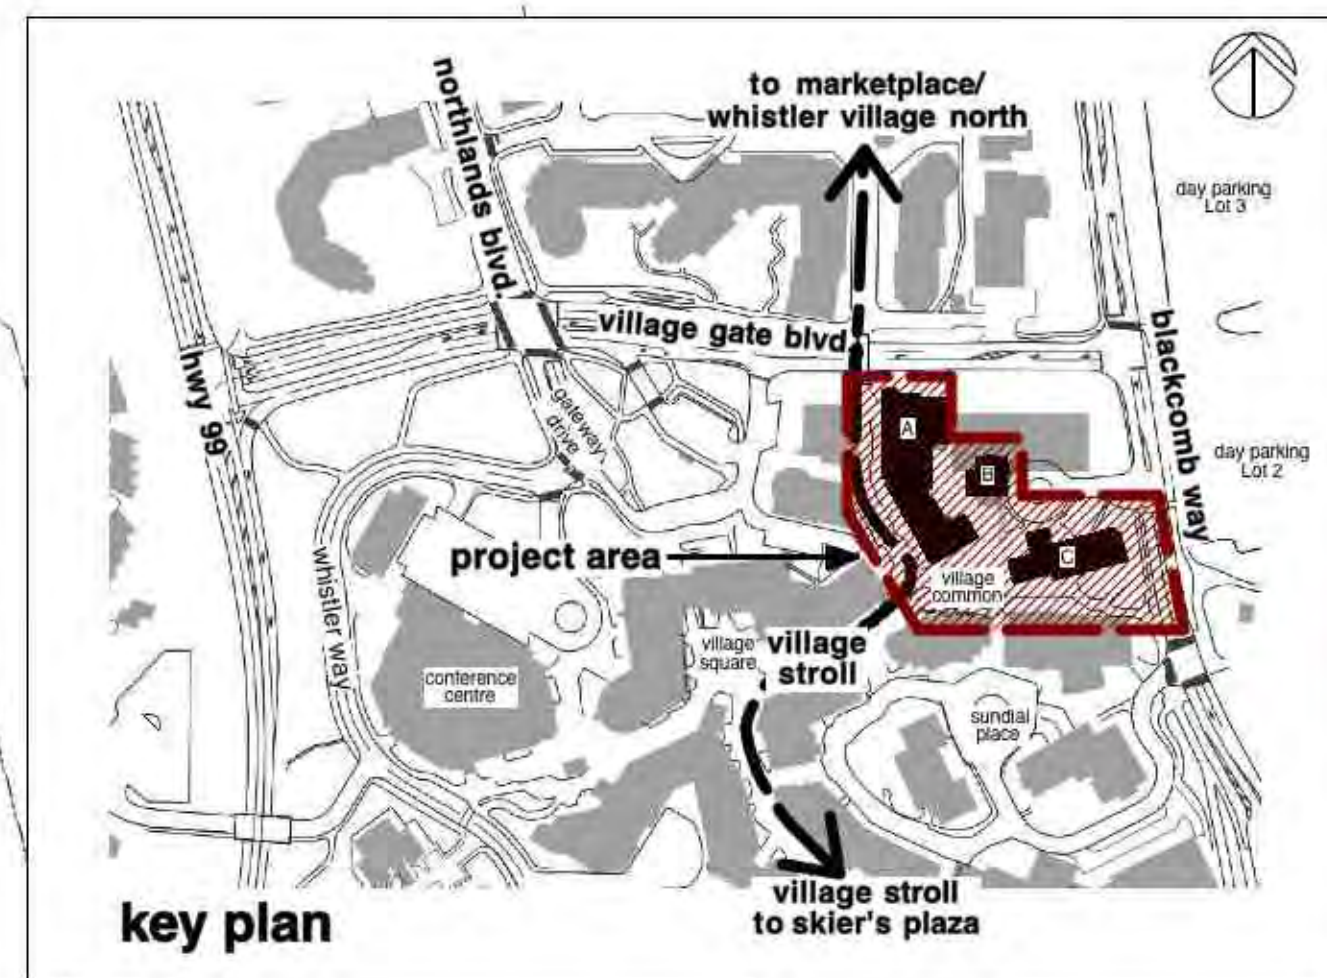 northlands blvd.
to marketplace/
whistler village north
day parking
Lot 3
village gate blvd
blackcomb way
hwy 99
gateway
drive
A
B
C
day parking
Lot 2
project area
village
common
whistler way
village
square
village
stroll
conference
centre
sundial
place
village stroll
to skier's plaza
key plan